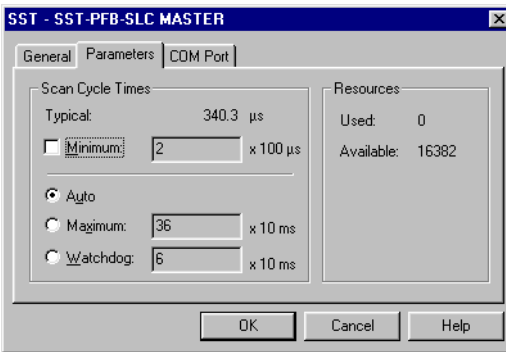 SST - SST-PFB-SLC MASTER
General Parameters COM Port
Scan Cycle Times
Typical: 340.3 µs
Minimum: 2 x 100 µs
Auto
Maximum: 36 x 10 ms
Watchdog: 6 x 10 ms
Resources
Used: 0
Available: 16382
OK Cancel Help